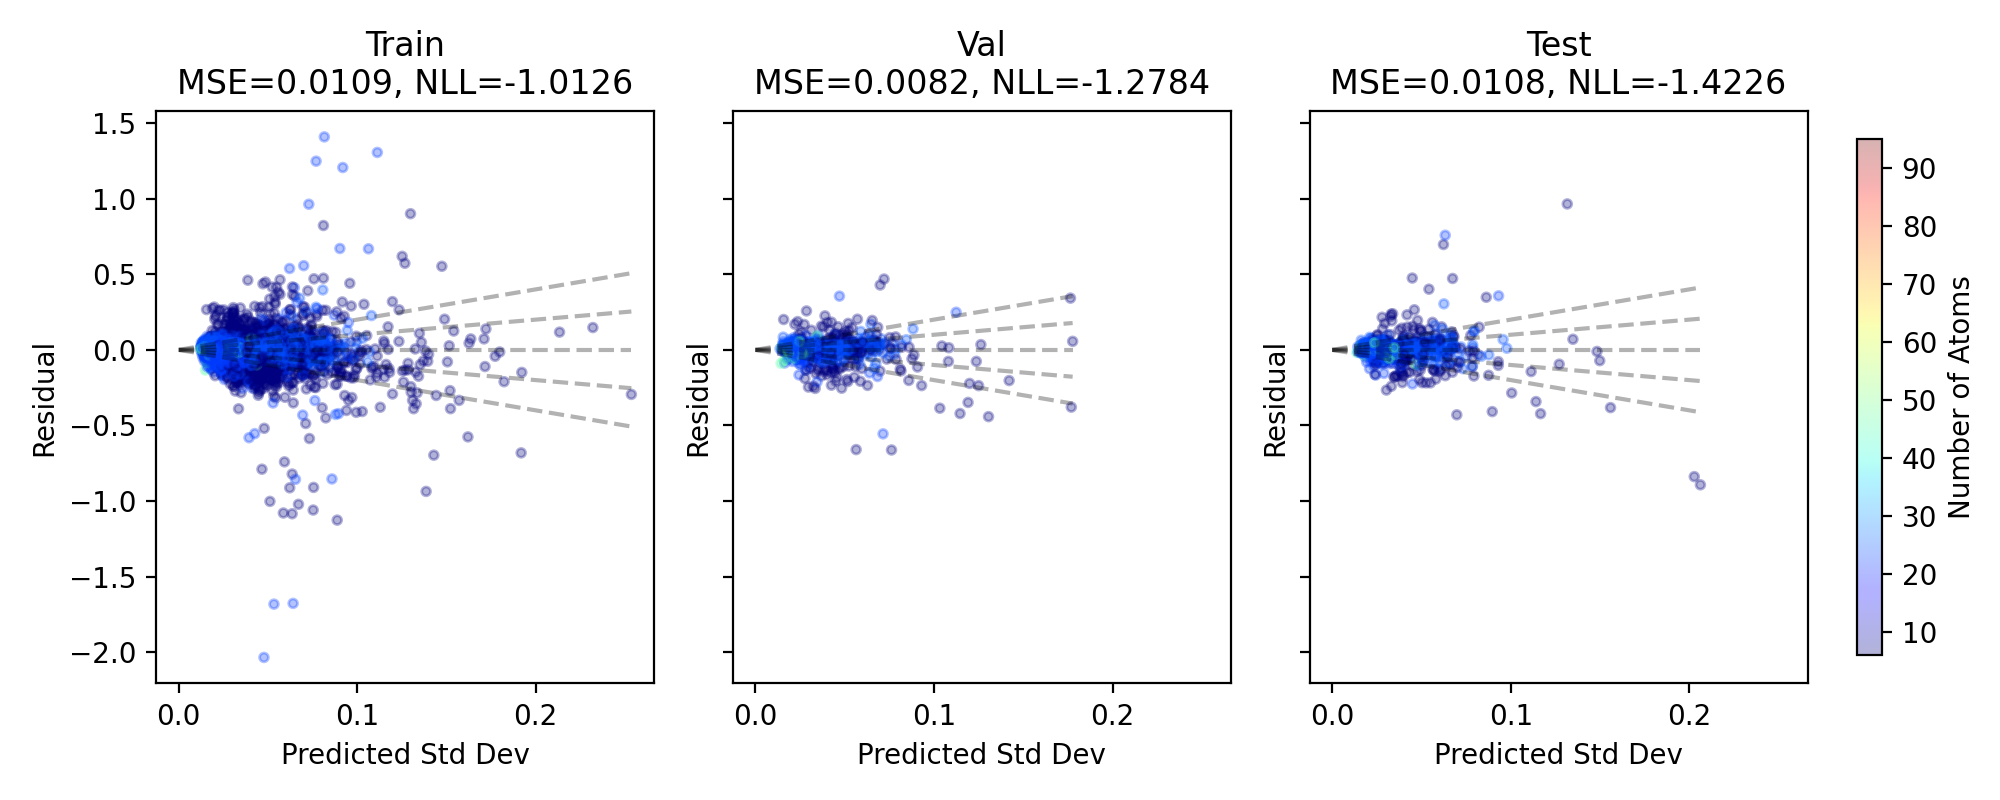 Train
MSE=0.0109, NLL=-1.0126
Val
MSE=0.0082, NLL=-1.2784
Test
MSE=0.0108, NLL=-1.4226
1.5
1.0
0.5
0.0
−0.5
−1.0
−1.5
−2.0
Residual
0.0
0.1
0.2
Predicted Std Dev
Residual
0.0
0.1
0.2
Predicted Std Dev
Residual
0.0
0.1
0.2
Predicted Std Dev
90
80
70
60
50
40
30
20
10
Number of Atoms